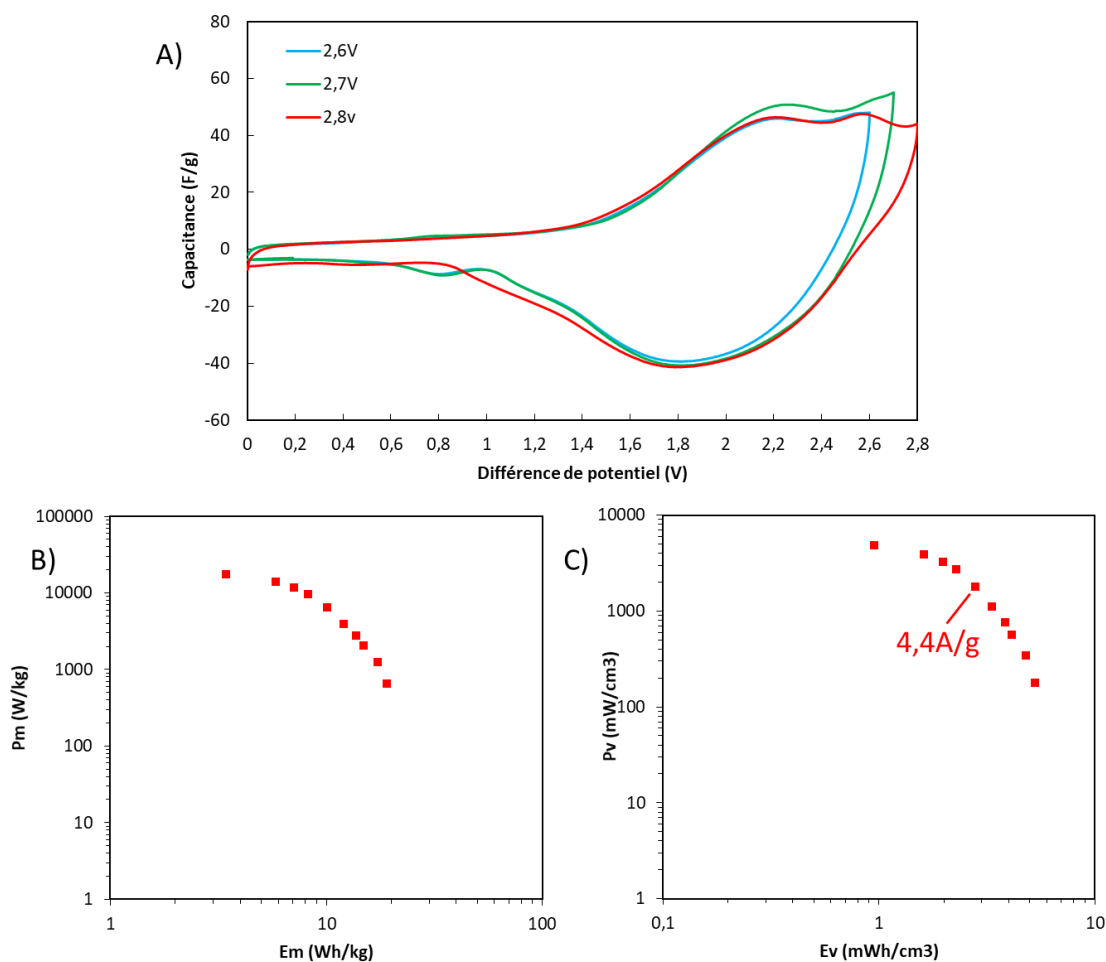 A)
2,6V
2,7V
2,8v
80
60
40
20
0
-20
-40
-60
Capacitance (F/g)
0 0,2 0,4 0,6 0,8 1 1,2 1,4 1,6 1,8 2 2,2 2,4 2,6 2,8
Différence de potentiel (V)
B)
100000
10000
1000
100
10
1
Pm (W/kg)
1 10 100
Em (Wh/kg)
C)
10000
1000
100
10
1
Pv (mW/cm3)
4,4A/g
0,1 1 10
Ev (mWh/cm3)